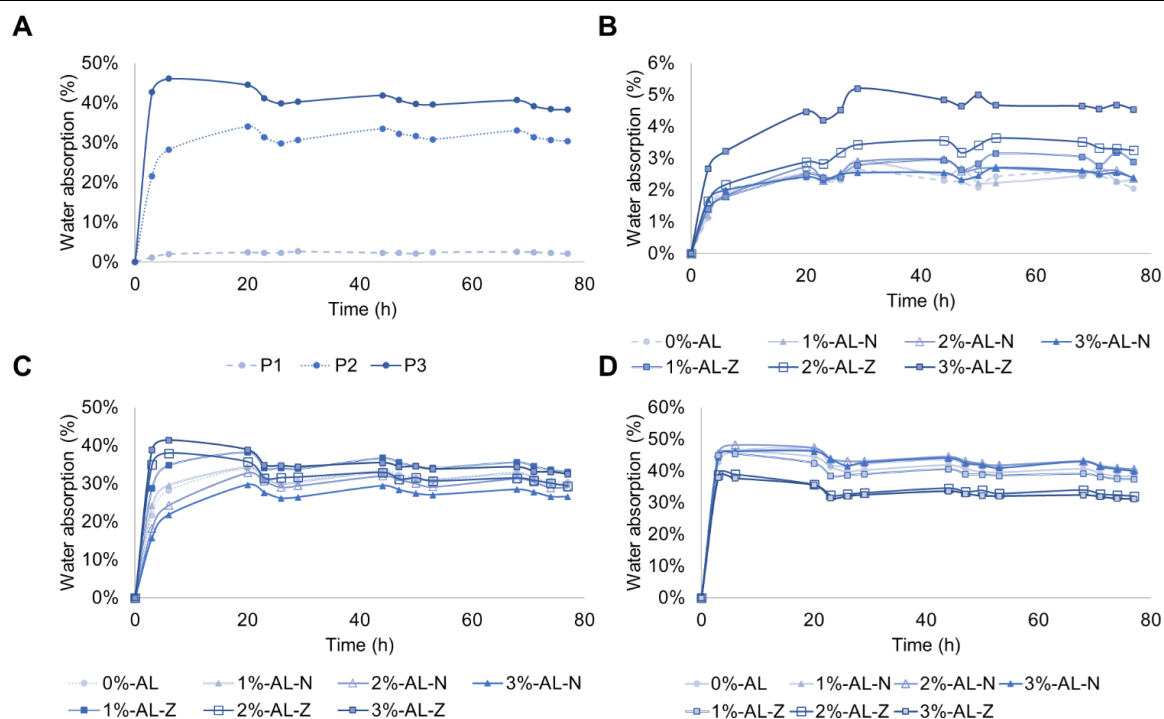 A
50%
40%
30%
20%
10%
0%
Water absorption (%)
0 20 40 60 80
Time (h)
P1 P2 P3
B
6%
5%
4%
3%
2%
1%
0%
Water absorption (%)
0 20 40 60 80
Time (h)
0%-AL 1%-AL-N 2%-AL-N 3%-AL-N
1%-AL-Z 2%-AL-Z 3%-AL-Z
C
50%
40%
30%
20%
10%
0%
Water absorption (%)
0 20 40 60 80
Time (h)
0%-AL 1%-AL-N 2%-AL-N 3%-AL-N
1%-AL-Z 2%-AL-Z 3%-AL-Z
D
60%
50%
40%
30%
20%
10%
0%
Water absorption (%)
0 20 40 60 80
Time (h)
0%-AL 1%-AL-N 2%-AL-N 3%-AL-N
1%-AL-Z 2%-AL-Z 3%-AL-Z